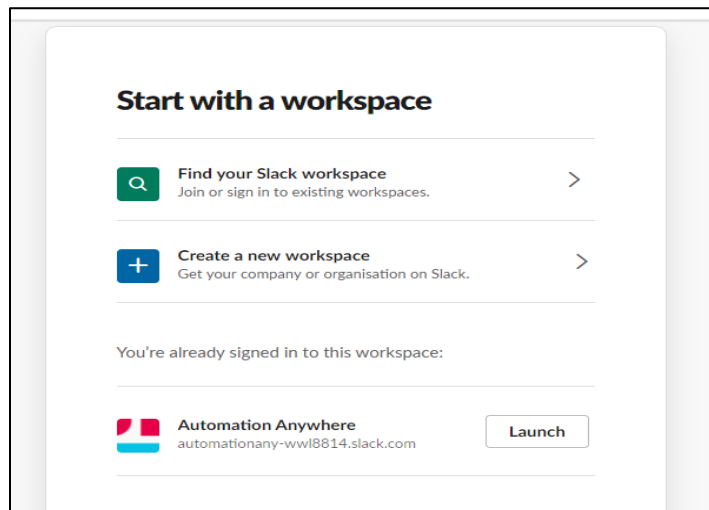 Start with a workspace
Find your Slack workspace
Join or sign in to existing workspaces.
Create a new workspace
Get your company or organisation on Slack.
You're already signed in to this workspace:
Automation Anywhere
automationany-wwl8814.slack.com
Launch